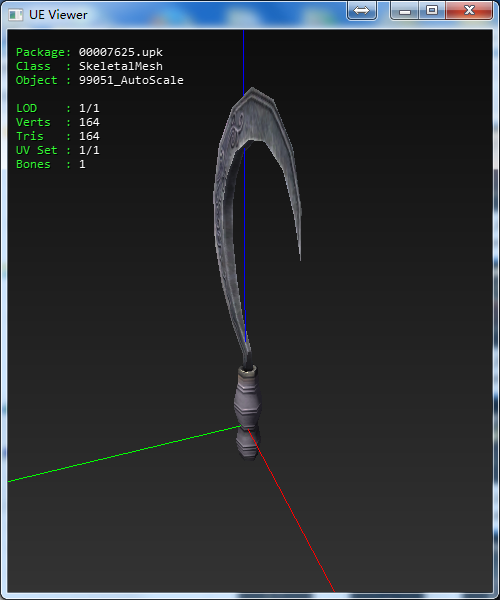 UE Viewer
Package: 00007625.upk
Class : SkeletalMesh
Object : 99051_AutoScale
LOD : 1/1
Verts : 164
Tris : 164
UV Set : 1/1
Bones : 1